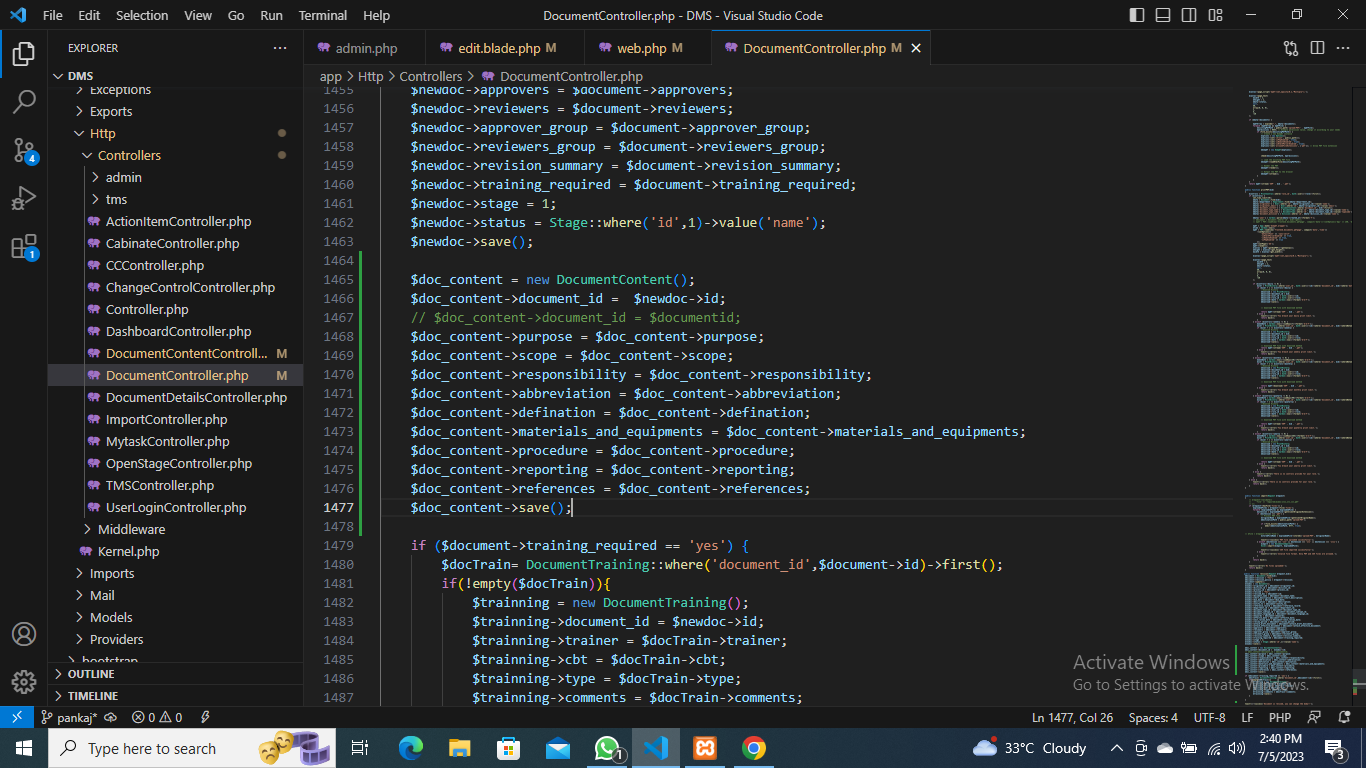 File Edit Selection View Go Run Terminal Help
DocumentController.php - DMS - Visual Studio Code
EXPLORER
admin.php
edit.blade.php M
web.php M
DocumentController.php M
app > Http > Controllers > DocumentController.php
DMS
Exceptions
Exports
Http
Controllers
admin
tms
ActionItemController.php
CabinateController.php
CCController.php
ChangeControlController.php
Controller.php
DashboardController.php
DocumentContentControll... M
DocumentController.php M
DocumentDetailsController.php
ImportController.php
MytaskController.php
OpenStageController.php
TMSController.php
UserLoginController.php
Middleware
Kernel.php
Imports
Mail
Models
Providers
bootstrap
OUTLINE
TIMELINE
4
1
1455 $newdoc->approvers = $document->approvers;
1456 $newdoc->reviewers = $document->reviewers;
1457 $newdoc->approver_group = $document->approver_group;
1458 $newdoc->reviewers_group = $document->reviewers_group;
1459 $newdoc->revision_summary = $document->revision_summary;
1460 $newdoc->training_required = $document->training_required;
1461 $newdoc->stage = 1;
1462 $newdoc->status = Stage::where('id',1)->value('name');
1463 $newdoc->save();
1464
1465 $doc_content = new DocumentContent();
1466 $doc_content->document_id =  $newdoc->id;
1467 // $doc_content->document_id = $documentid;
1468 $doc_content->purpose = $doc_content->purpose;
1469 $doc_content->scope = $doc_content->scope;
1470 $doc_content->responsibility = $doc_content->responsibility;
1471 $doc_content->abbreviation = $doc_content->abbreviation;
1472 $doc_content->defination = $doc_content->defination;
1473 $doc_content->materials_and_equipments = $doc_content->materials_and_equipments;
1474 $doc_content->procedure = $doc_content->procedure;
1475 $doc_content->reporting = $doc_content->reporting;
1476 $doc_content->references = $doc_content->references;
1477 $doc_content->save();
1478
1479 if ($document->training_required == 'yes') {
1480 $docTrain= DocumentTraining::where('document_id',$document->id)->first();
1481 if(!empty($docTrain)){
1482 $trainning = new DocumentTraining();
1483 $trainning->document_id = $newdoc->id;
1484 $trainning->trainer = $docTrain->trainer;
1485 $trainning->cbt = $docTrain->cbt;
1486 $trainning->type = $docTrain->type;
1487 $trainning->comments = $docTrain->comments;
Activate Windows
Go to Settings to activate Windows.
pankaj* 0 0
Ln 1477, Col 26 Spaces: 4 UTF-8 LF PHP
Type here to search
1
33°C Cloudy
2:40 PM
7/5/2023
3